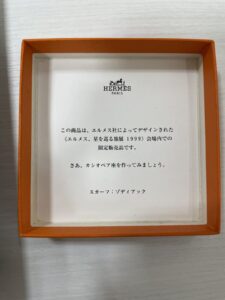 HERMES
PARIS
この商品は、エルメス社によってデザインされた
《エルメス、星を巡る旅展 1999》会場内での
限定販売品です。
さあ、カシオペア座を作ってみましょう。
スカーフ：ゾディアック